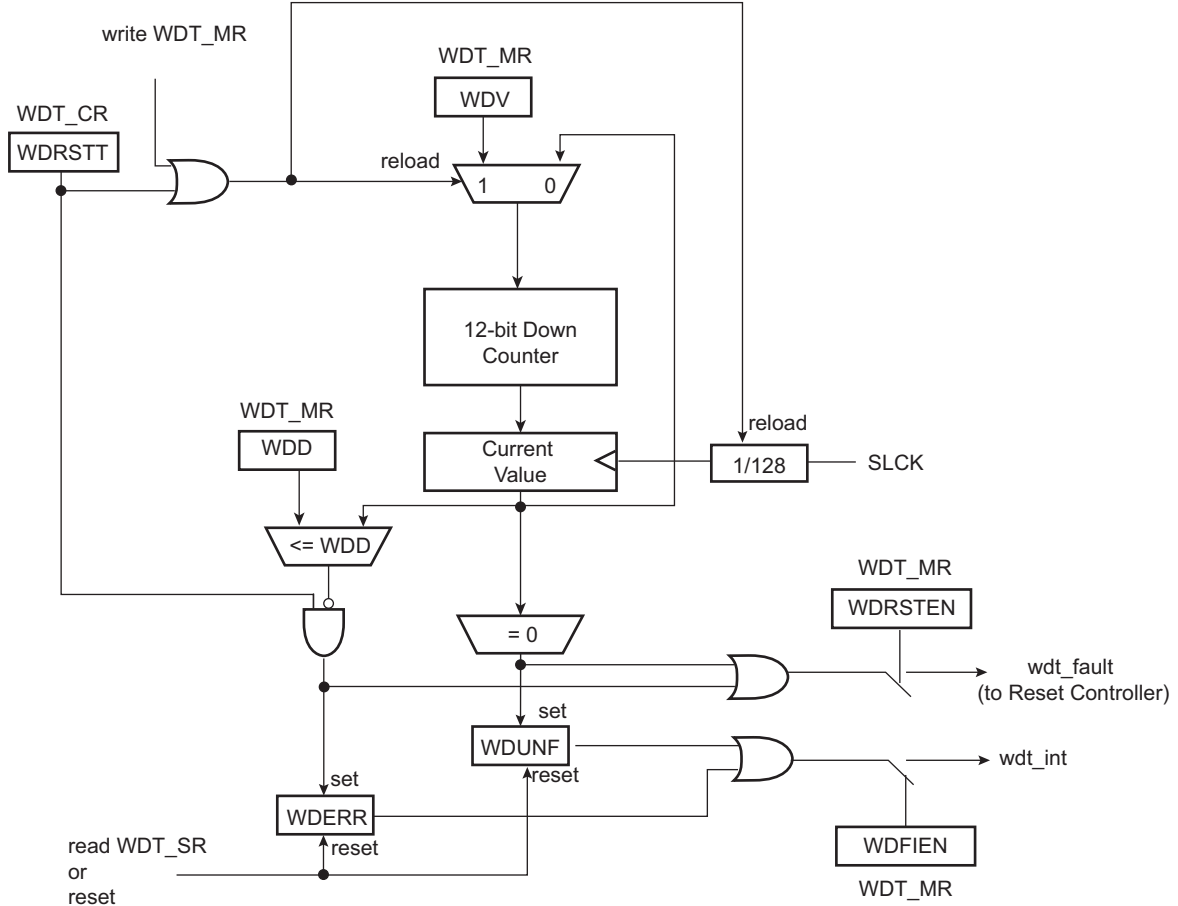 write WDT_MR
WDT_MR
WDV
WDT_CR
WDRSTT
reload
1 0
12-bit Down
Counter
WDT_MR
WDD
reload
Current
Value
1/128
SLCK
<= WDD
WDT_MR
WDRSTEN
= 0
wdt_fault
(to Reset Controller)
set
WDUNF
reset
wdt_int
set
WDERR
reset
read WDT_SR
or
reset
WDFIEN
WDT_MR